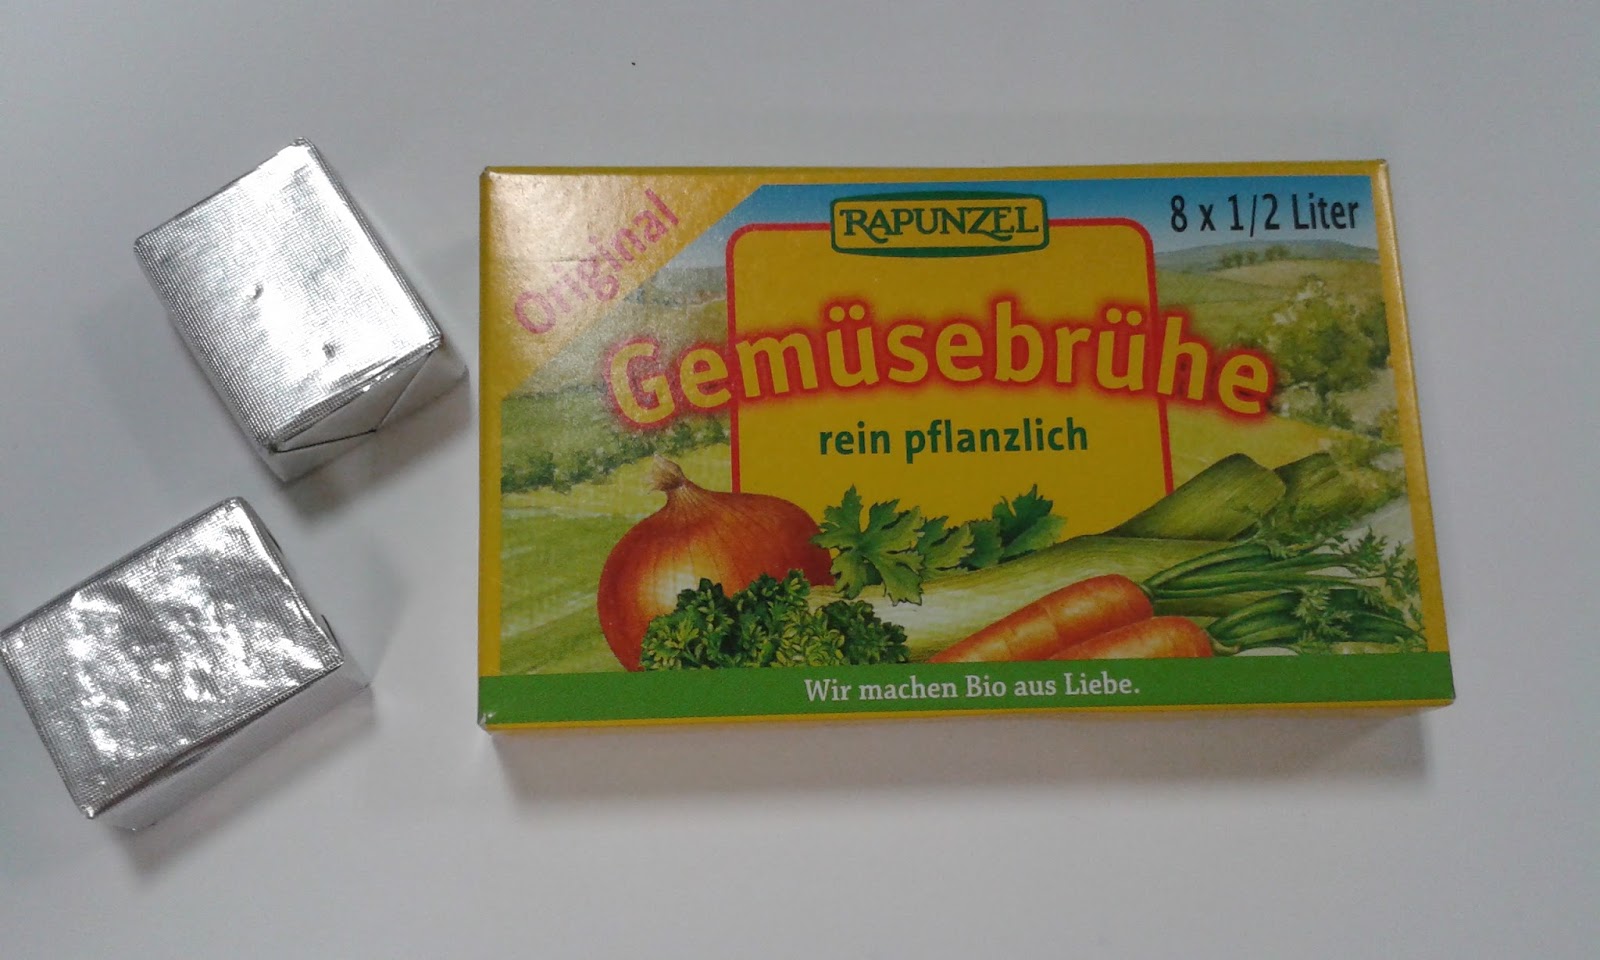 Original
RAPUNZEL
8 x 1/2 Liter
Gemüsebrühe
rein pflanzlich
Wir machen Bio aus Liebe.